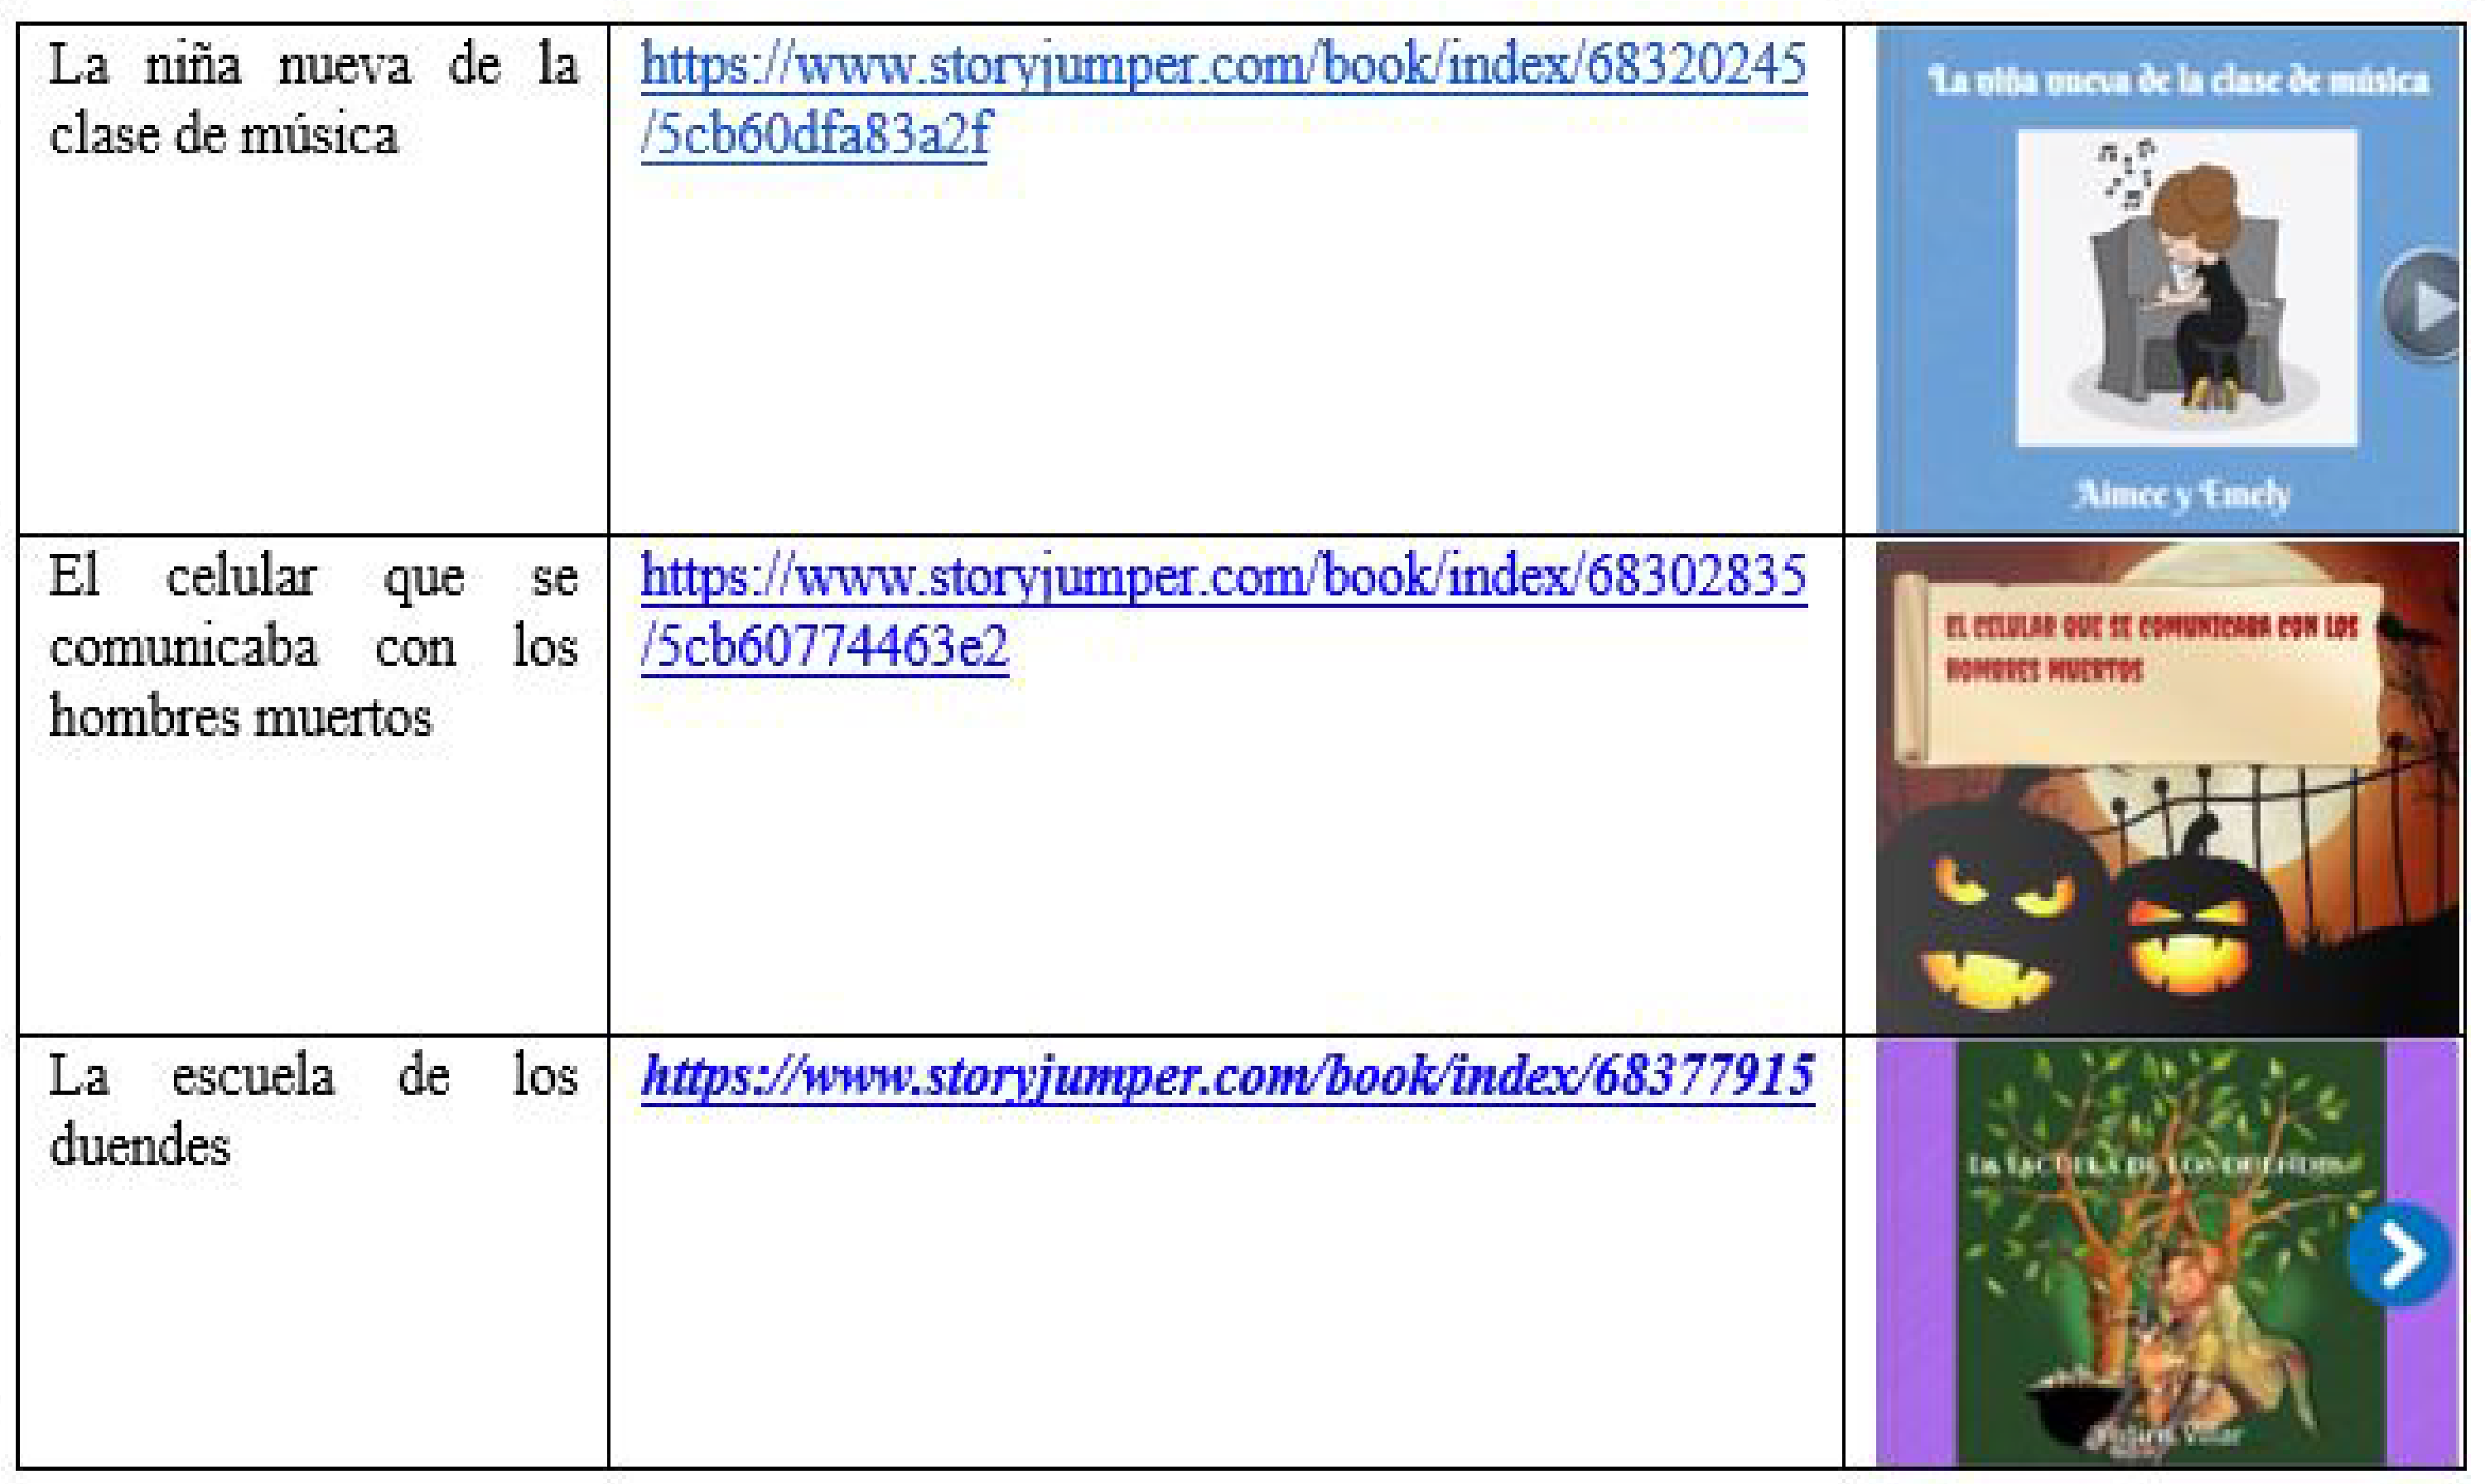 La niña nueva de la
clase de música
https://www.storyjumper.com/book/index/68320245
/5cb60dfa83a2f
La niña nueva de la clase de música
Aimee y Emely
El celular que se
comunicaba con los
hombres muertos
https://www.storyjumper.com/book/index/68302835
/5cb60774463e2
EL CELULAR QUE SE COMUNICABA CON LOS
HOMBRES MUERTOS
La escuela de los
duendes
https://www.storyjumper.com/book/index/68377915
LA ESCUELA DE LOS DUENDES